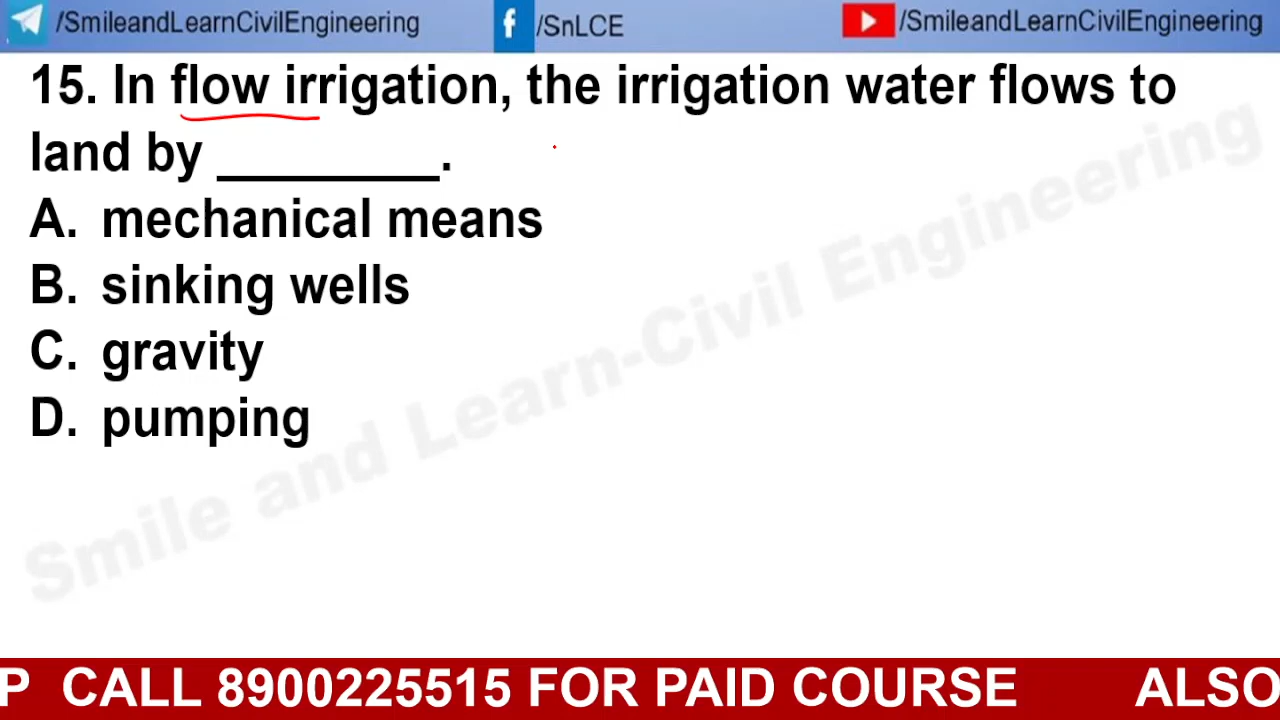 /SmileandLearnCivilEngineering f/SnLCE /SmileandLearnCivilEngineering
15. In flow irrigation, the irrigation water flows to
land by ________.
A. mechanical means
B. sinking wells
C. gravity
D. pumping
Smile and Learn-Civil Engineering
P CALL 8900225515 FOR PAID COURSE ALSO